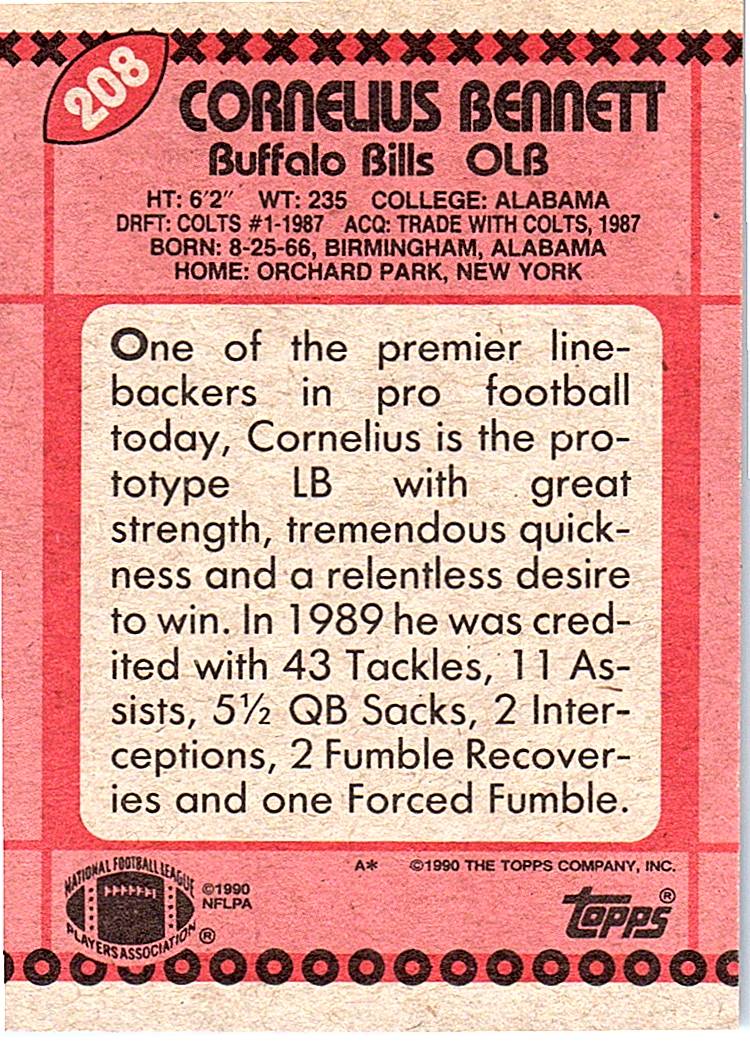 208
CORNELIUS BENNETT
Buffalo Bills OLB
HT: 6'2" WT: 235 COLLEGE: ALABAMA
DRFT: COLTS #1-1987 ACQ: TRADE WITH COLTS, 1987
BORN: 8-25-66, BIRMINGHAM, ALABAMA
HOME: ORCHARD PARK, NEW YORK
One of the premier line-
backers in pro football
today, Cornelius is the pro-
totype LB with great
strength, tremendous quick-
ness and a relentless desire
to win. In 1989 he was cred-
ited with 43 Tackles, 11 As-
sists, 5½ QB Sacks, 2 Inter-
ceptions, 2 Fumble Recover-
ies and one Forced Fumble.
A* ©1990 THE TOPPS COMPANY, INC.
NATIONAL FOOTBALL LEAGUE
PLAYERS ASSOCIATION ®
©1990
NFLPA
topps ®